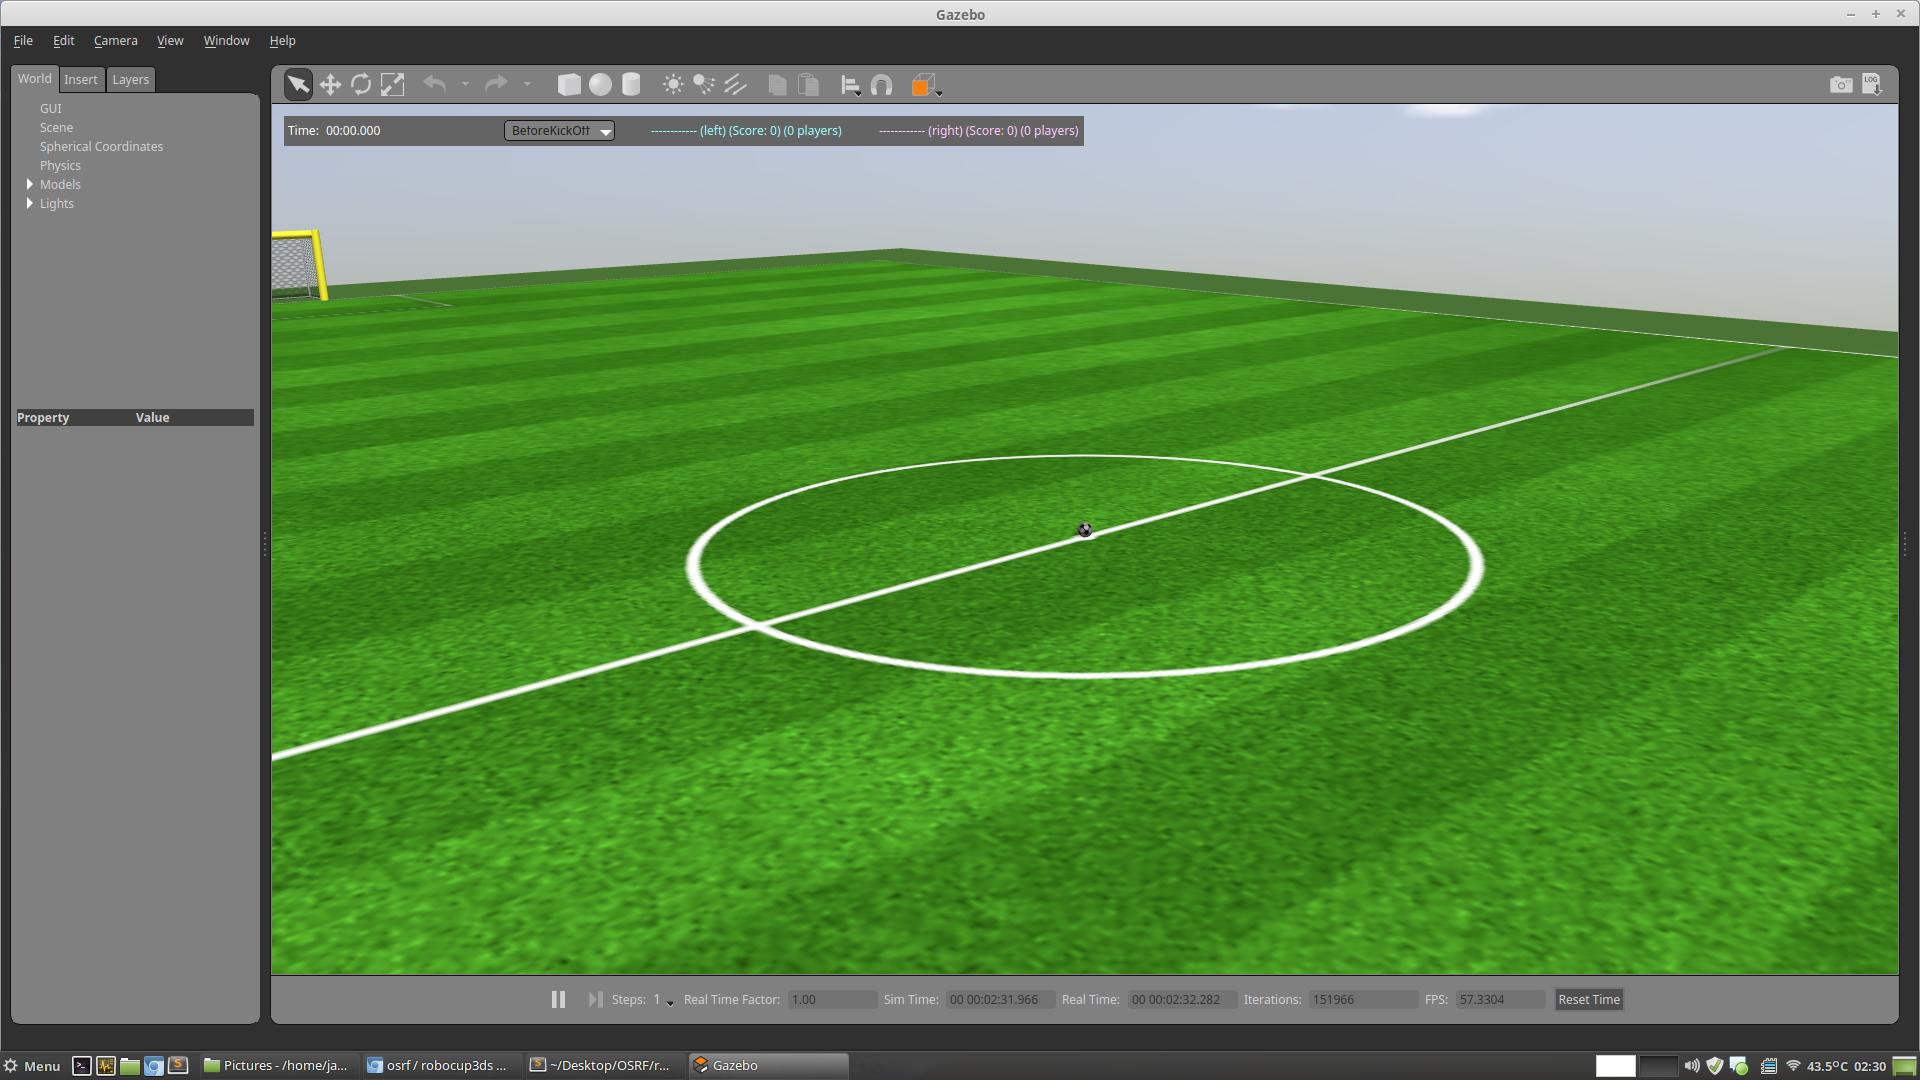 Gazebo
File Edit Camera View Window Help
World Insert Layers
LOG
GUI
Scene
Spherical Coordinates
Physics
Models
Lights
Property Value
Time: 00:00.000 BeforeKickOff ------------ (left) (Score: 0) (0 players) ------------ (right) (Score: 0) (0 players)
Steps: 1 Real Time Factor: 1.00 Sim Time: 00 00:02:31.966 Real Time: 00 00:02:32.282 Iterations: 151966 FPS: 57.3304 Reset Time
Menu Pictures - /home/ja... osrf / robocup3ds ... ~/Desktop/OSRF/r... Gazebo 43.5°C 02:30